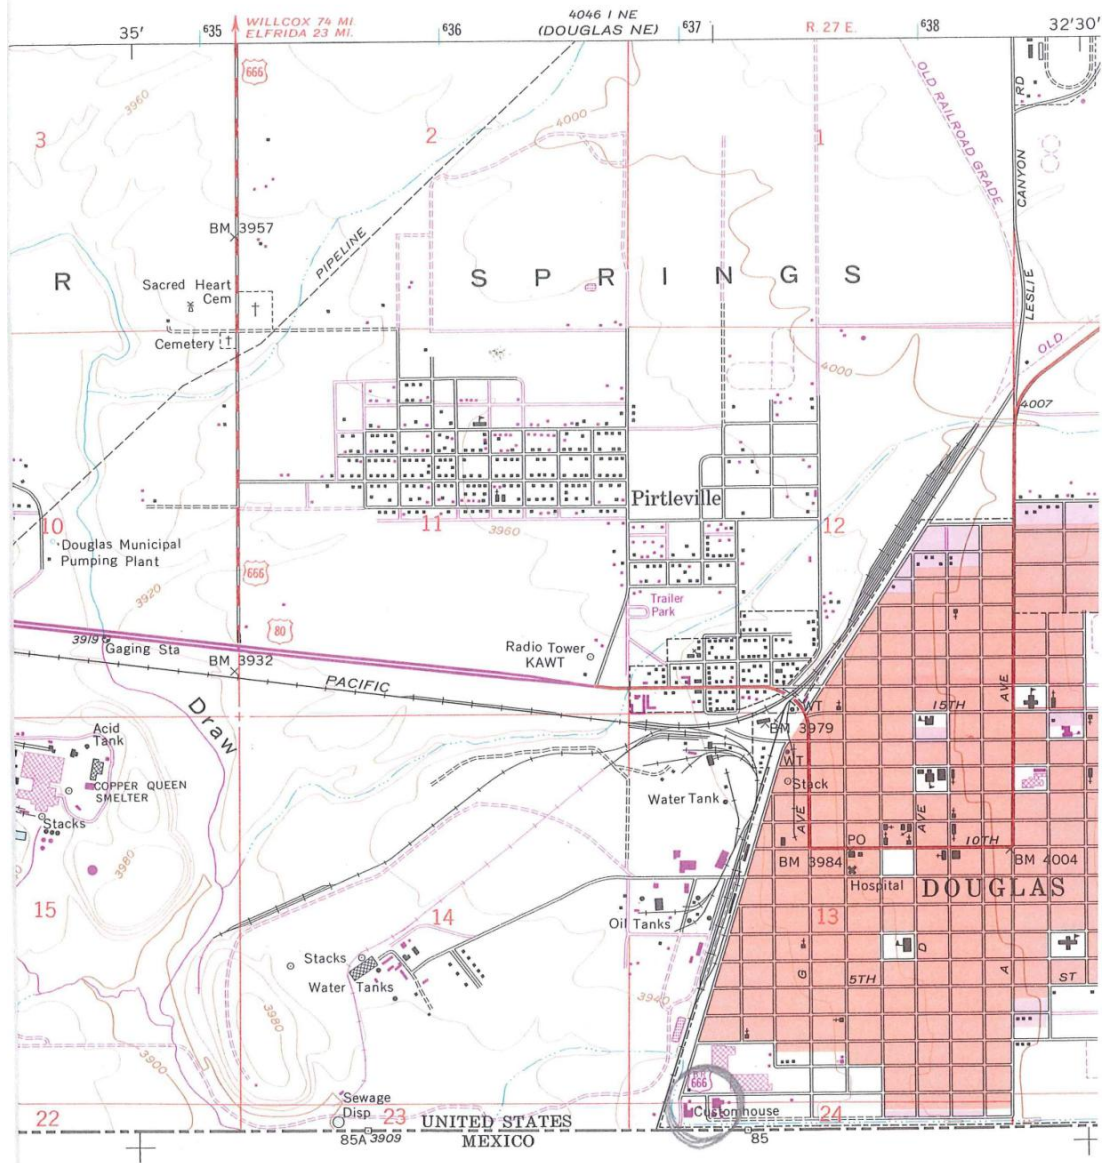 WILLCOX 74 MI
ELFRIDA 23 MI.
4046 I NE
(DOUGLAS NE)
R. 27 E.
35'
635
636
637
638
32'30"
666
3960
3
2
4000
1
OLD RAILROAD GRADE
LESLIE CANYON RD
BM 3957
PIPELINE
R SPRINGS
Sacred Heart
Cem
Cemetery
4000
OLD
4007
Pirtleville
10
11
12
3960
Douglas Municipal
Pumping Plant
3920
666
80
Trailer
Park
3919
Gaging Sta
BM 3932
Radio Tower
KAWT
PACIFIC
Draw
WT
15TH
AVE
BM 3979
Acid
Tank
COPPER QUEEN
SMELTER
Stacks
WT
Stack
Water Tank
AVE
AVE
PO
10TH
3980
BM 3984
BM 4004
Hospital
DOUGLAS
15
14
13
Oil Tanks
Stacks
Water Tanks
G
D
A
5TH
ST
3940
3980
3900
666
Sewage
Disp
Customhouse
22
23
24
UNITED STATES
MEXICO
85A
3909
85